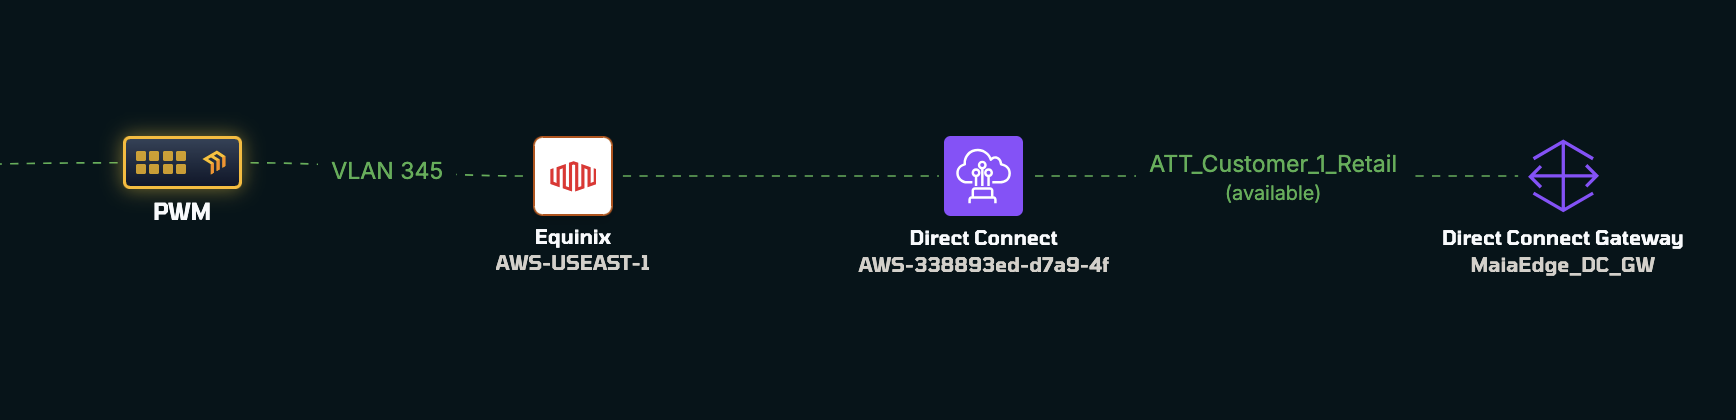 VLAN 345
ATT_Customer_1_Retail
(available)
PWM
Equinix
AWS-USEAST-1
Direct Connect
AWS-338893ed-d7a9-4f
Direct Connect Gateway
MaiaEdge_DC_GW